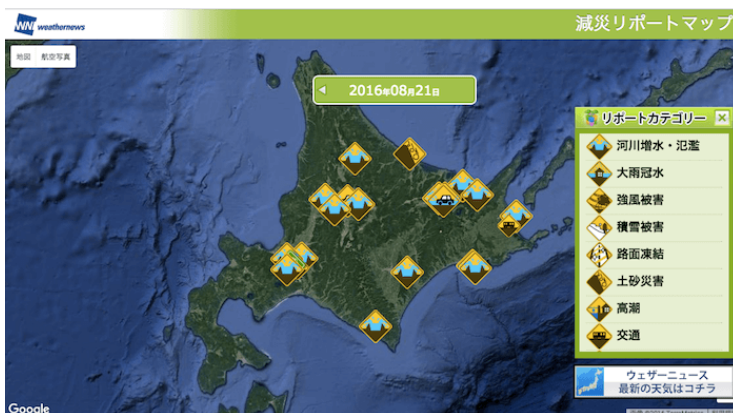 WNI weathernews
減災リポートマップ
地図 航空写真
2016年08月21日
リポートカテゴリー
河川増水・氾濫
大雨冠水
強風被害
積雪被害
路面凍結
土砂災害
高潮
交通
ウェザーニュース
最新の天気はコチラ
Google